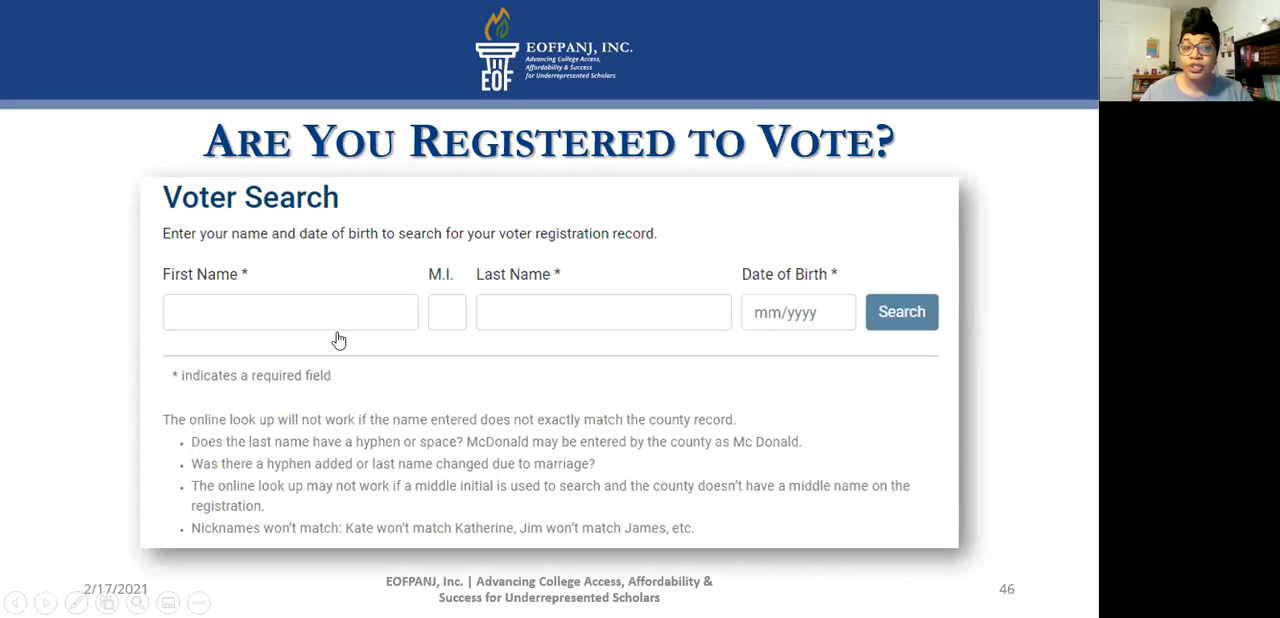 EOFPANJ, INC.
Advancing College Access,
Affordability & Success
for Underrepresented Scholars
EOF
ARE YOU REGISTERED TO VOTE?
Voter Search
Enter your name and date of birth to search for your voter registration record.
First Name * M.I. Last Name * Date of Birth *
mm/yyyy Search
* indicates a required field
The online look up will not work if the name entered does not exactly match the county record.
• Does the last name have a hyphen or space? McDonald may be entered by the county as Mc Donald.
• Was there a hyphen added or last name changed due to marriage?
• The online look up may not work if a middle initial is used to search and the county doesn't have a middle name on the
registration.
• Nicknames won't match: Kate won't match Katherine, Jim won't match James, etc.
2/17/2021
EOFPANJ, Inc. | Advancing College Access, Affordability &
Success for Underrepresented Scholars
46